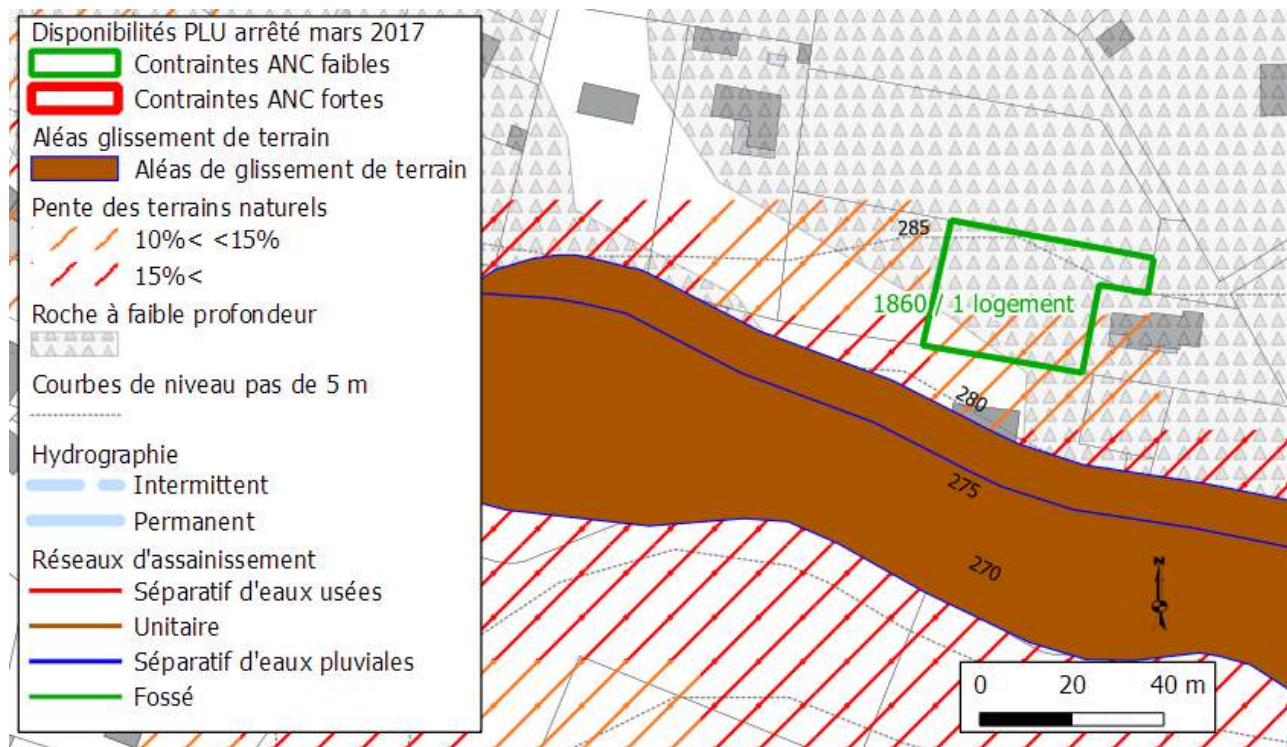 Disponibilités PLU arrêté mars 2017
Contraintes ANC faibles
Contraintes ANC fortes
Aléas glissement de terrain
Aléas de glissement de terrain
Pente des terrains naturels
10%< <15%
15%<
Roche à faible profondeur
Courbes de niveau pas de 5 m
Hydrographie
Intermittent
Permanent
Réseaux d'assainissement
Séparatif d'eaux usées
Unitaire
Séparatif d'eaux pluviales
Fossé
285
1860 / 1 logement
280
275
270
N
0 20 40 m